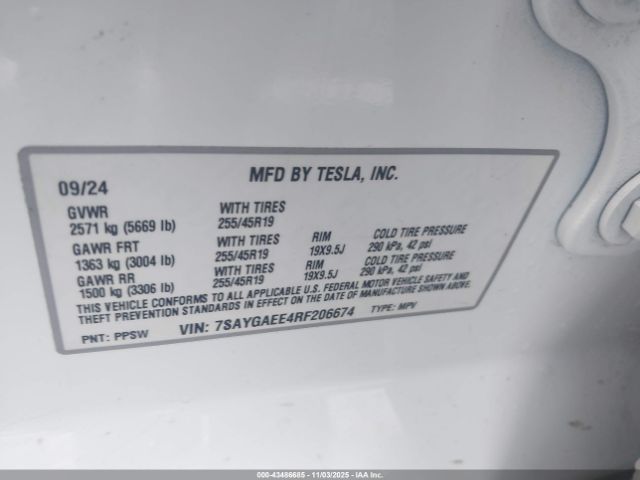 MFD BY TESLA, INC.
09/24
GVWR WITH TIRES
2571 kg (5669 lb) 255/45R19
GAWR FRT WITH TIRES RIM COLD TIRE PRESSURE
1363 kg (3004 lb) 255/45R19 19X9.5J 290 kPa, 42 psi
GAWR RR WITH TIRES RIM COLD TIRE PRESSURE
1500 kg (3306 lb) 255/45R19 19X9.5J 290 kPa, 42 psi
THIS VEHICLE CONFORMS TO ALL APPLICABLE U.S. FEDERAL MOTOR VEHICLE SAFETY AND
THEFT PREVENTION STANDARDS IN EFFECT ON THE DATE OF MANUFACTURE SHOWN ABOVE.
PNT: PPSW VIN: 7SAYGAEE4RF206674 TYPE: MPV
000-43486685 - 11/03/2025 - IAA Inc.